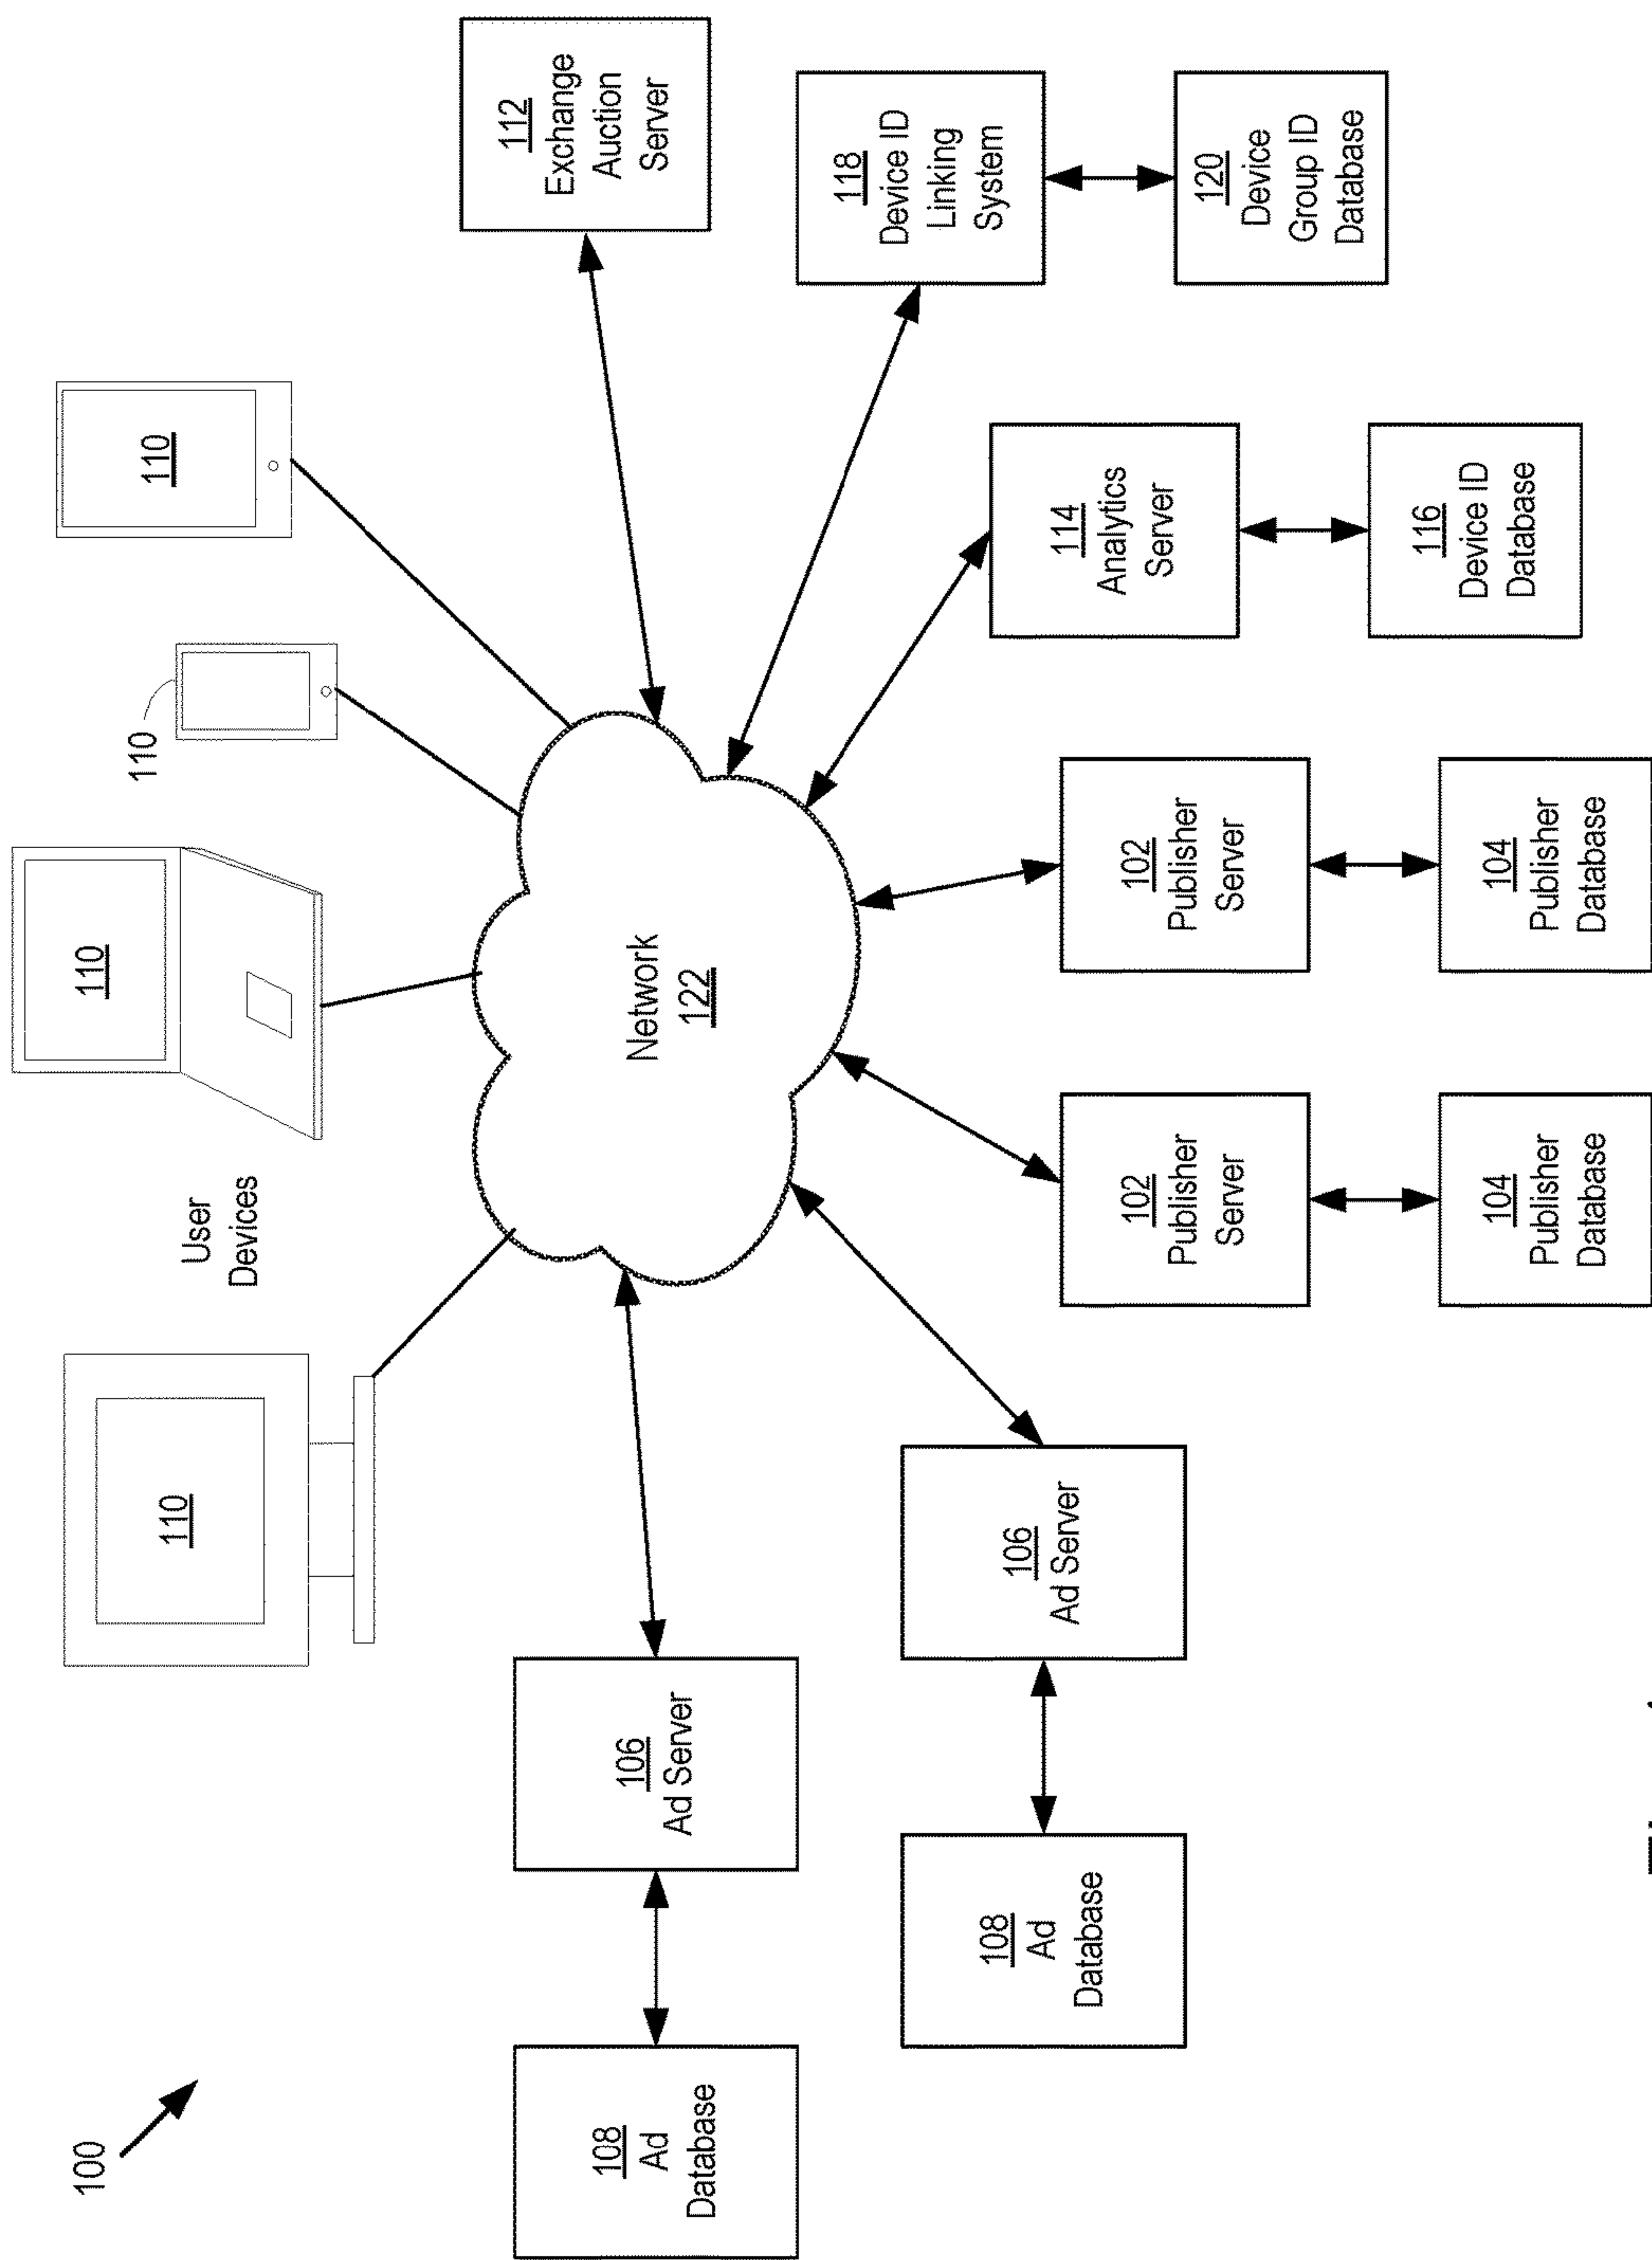 100
110
User
Devices
110
110
110
108
Ad
Database
106
Ad Server
Network
122
112
Exchange
Auction
Server
108
Ad
Database
106
Ad Server
102
Publisher
Server
102
Publisher
Server
114
Analytics
Server
118
Device ID
Linking
System
104
Publisher
Database
104
Publisher
Database
116
Device ID
Database
120
Device
Group ID
Database